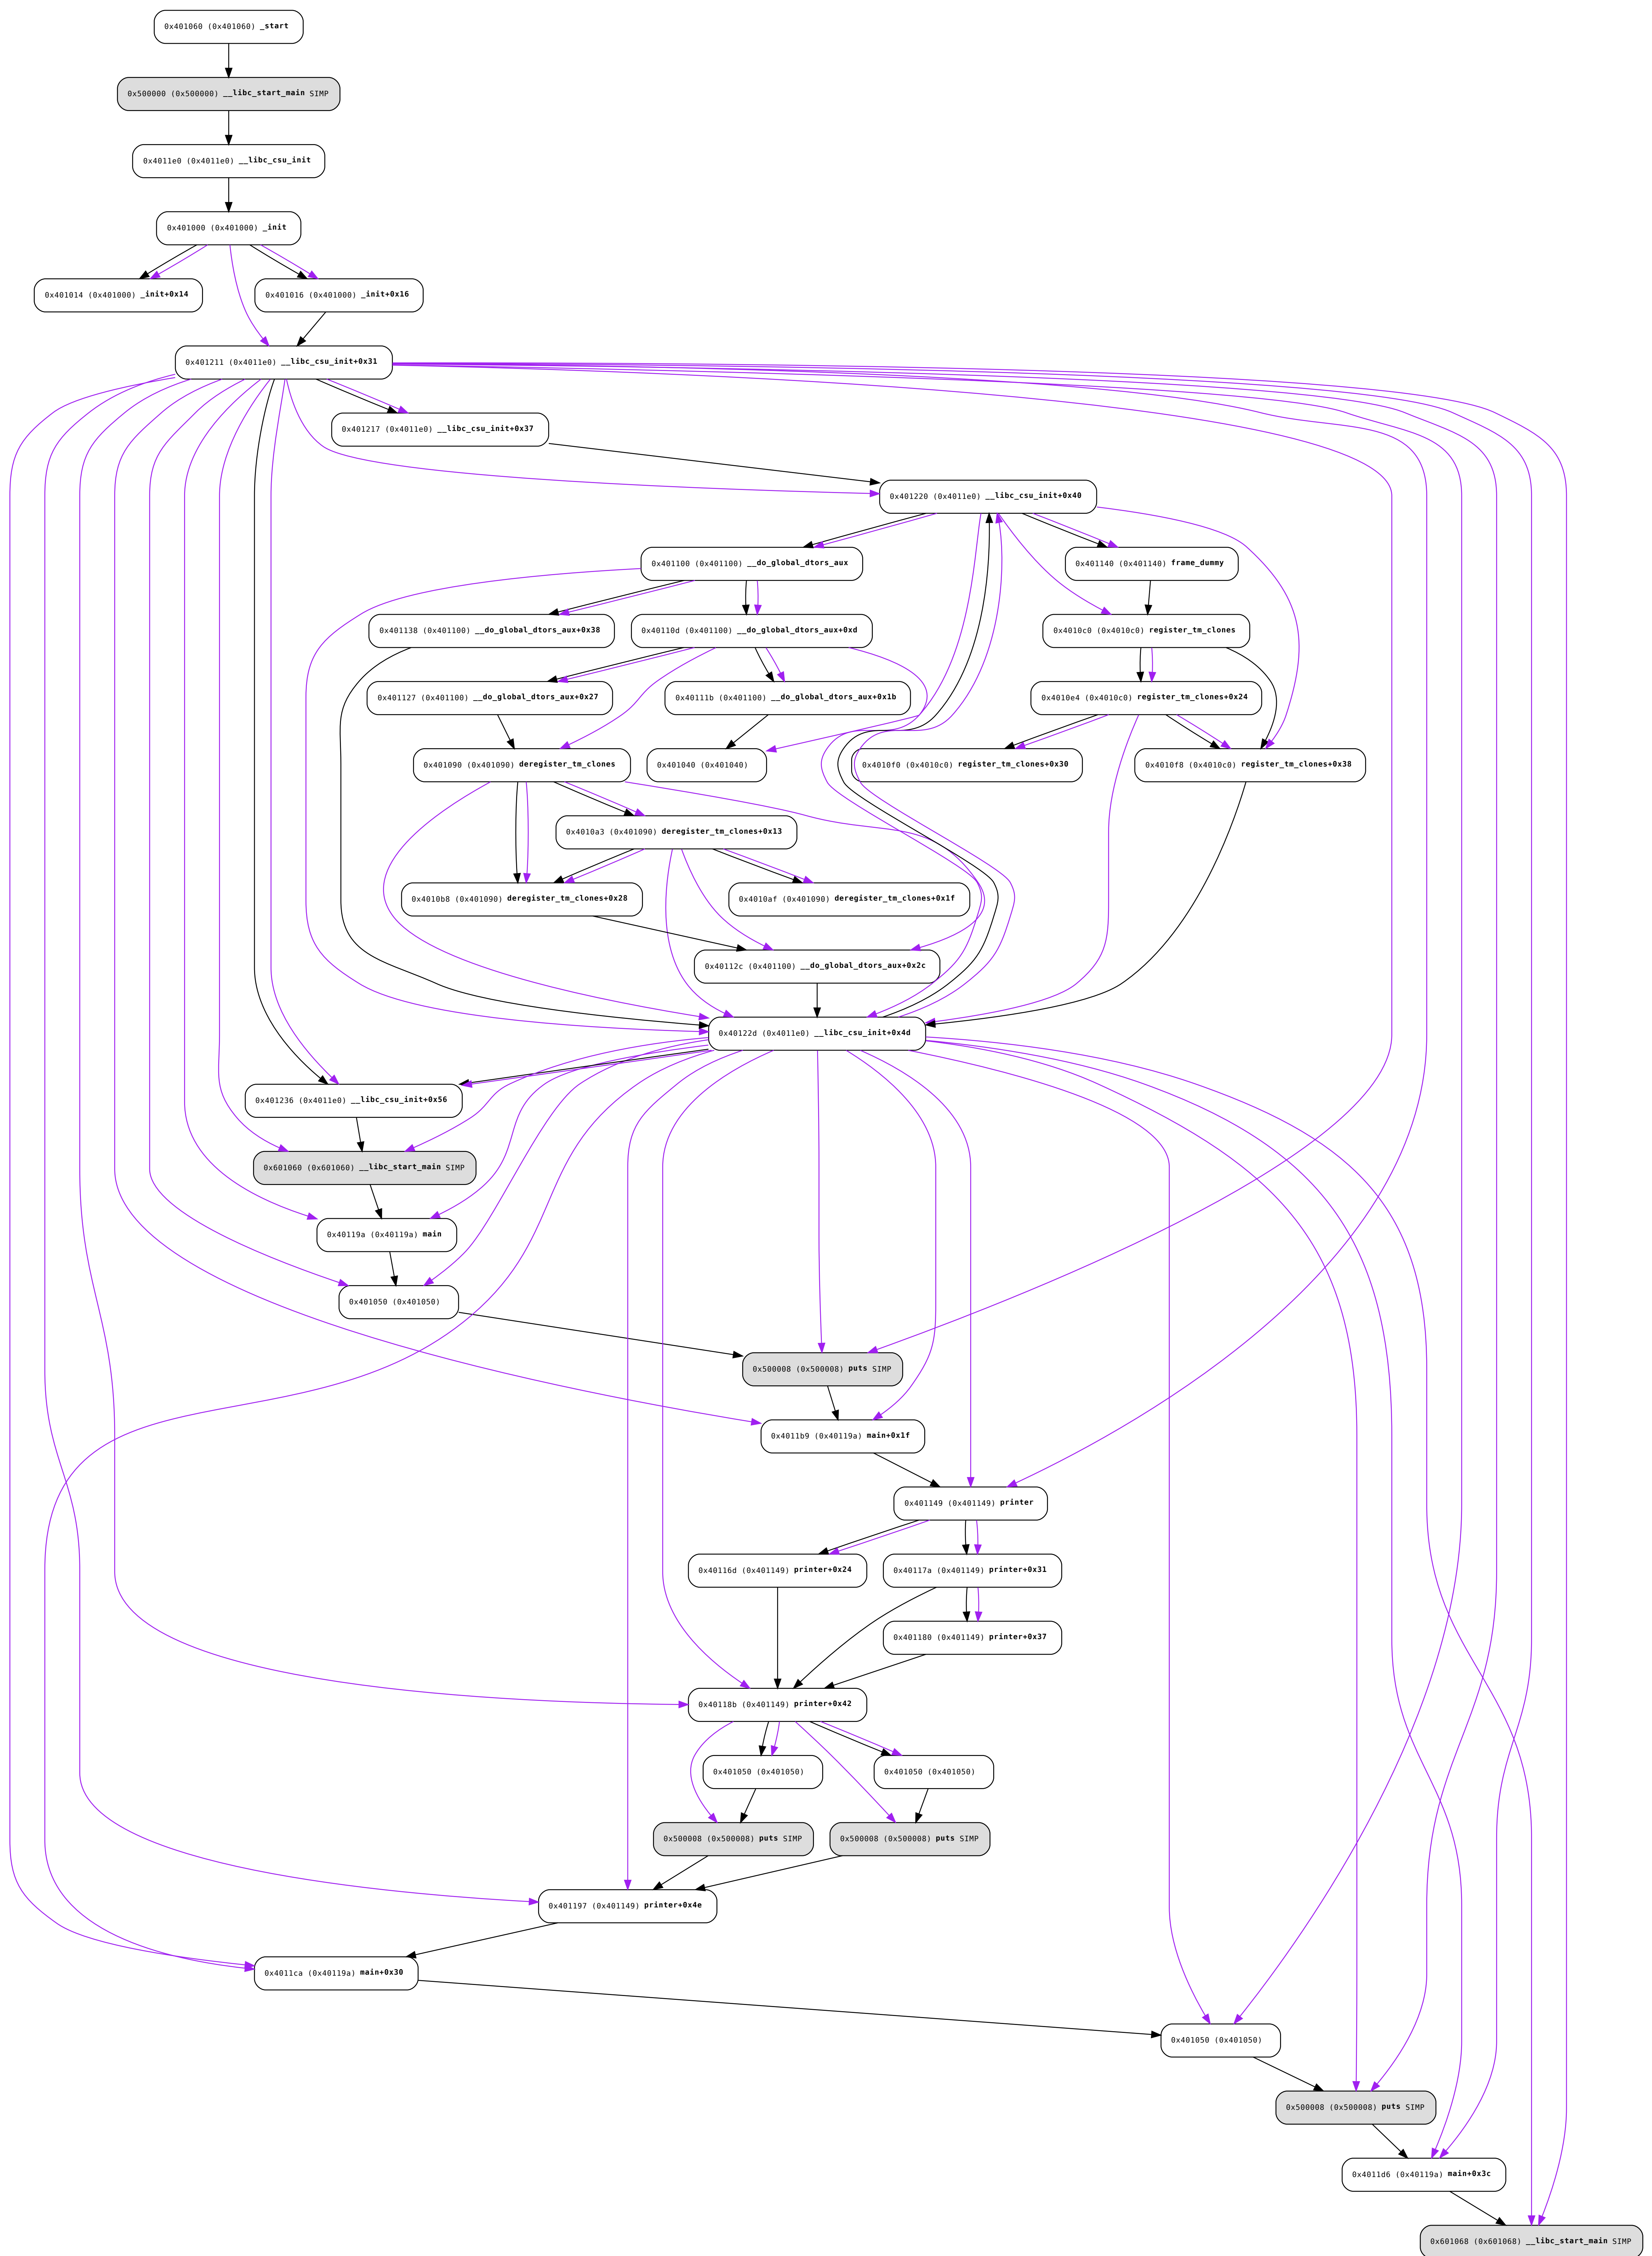 0x401060 (0x401060) _start
0x500000 (0x500000) __libc_start_main SIMP
0x4011e0 (0x4011e0) __libc_csu_init
0x401000 (0x401000) _init
0x401014 (0x401000) _init+0x14
0x401016 (0x401000) _init+0x16
0x401211 (0x4011e0) __libc_csu_init+0x31
0x401217 (0x4011e0) __libc_csu_init+0x37
0x401220 (0x4011e0) __libc_csu_init+0x40
0x401100 (0x401100) __do_global_dtors_aux
0x401140 (0x401140) frame_dummy
0x401138 (0x401100) __do_global_dtors_aux+0x38
0x40110d (0x401100) __do_global_dtors_aux+0xd
0x4010c0 (0x4010c0) register_tm_clones
0x401127 (0x401100) __do_global_dtors_aux+0x27
0x40111b (0x401100) __do_global_dtors_aux+0x1b
0x4010e4 (0x4010c0) register_tm_clones+0x24
0x401090 (0x401090) deregister_tm_clones
0x401040 (0x401040)
0x4010f0 (0x4010c0) register_tm_clones+0x30
0x4010f8 (0x4010c0) register_tm_clones+0x38
0x4010a3 (0x401090) deregister_tm_clones+0x13
0x4010b8 (0x401090) deregister_tm_clones+0x28
0x4010af (0x401090) deregister_tm_clones+0x1f
0x40112c (0x401100) __do_global_dtors_aux+0x2c
0x40122d (0x4011e0) __libc_csu_init+0x4d
0x401236 (0x4011e0) __libc_csu_init+0x56
0x601060 (0x601060) __libc_start_main SIMP
0x40119a (0x40119a) main
0x401050 (0x401050)
0x500008 (0x500008) puts SIMP
0x4011b9 (0x40119a) main+0x1f
0x401149 (0x401149) printer
0x40116d (0x401149) printer+0x24
0x40117a (0x401149) printer+0x31
0x401180 (0x401149) printer+0x37
0x40118b (0x401149) printer+0x42
0x401050 (0x401050)
0x401050 (0x401050)
0x500008 (0x500008) puts SIMP
0x500008 (0x500008) puts SIMP
0x401197 (0x401149) printer+0x4e
0x4011ca (0x40119a) main+0x30
0x401050 (0x401050)
0x500008 (0x500008) puts SIMP
0x4011d6 (0x40119a) main+0x3c
0x601068 (0x601068) __libc_start_main SIMP